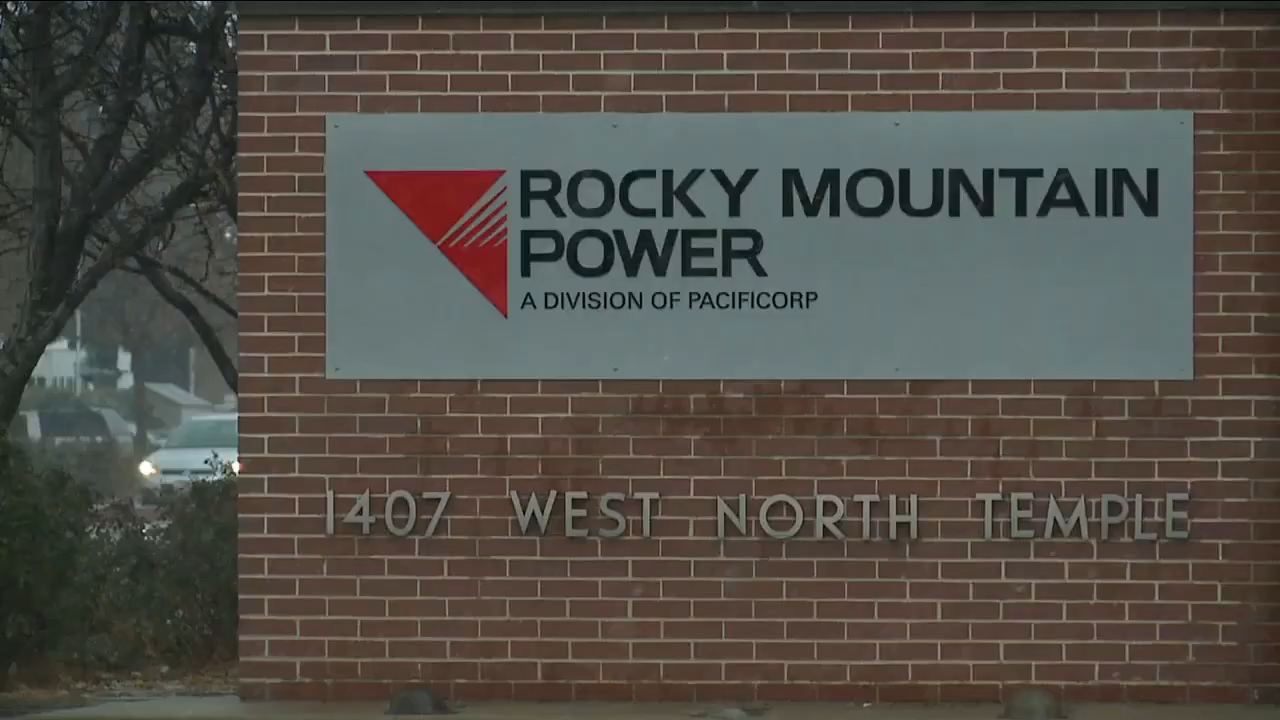 ROCKY MOUNTAIN
POWER
A DIVISION OF PACIFICORP
1407 WEST NORTH TEMPLE